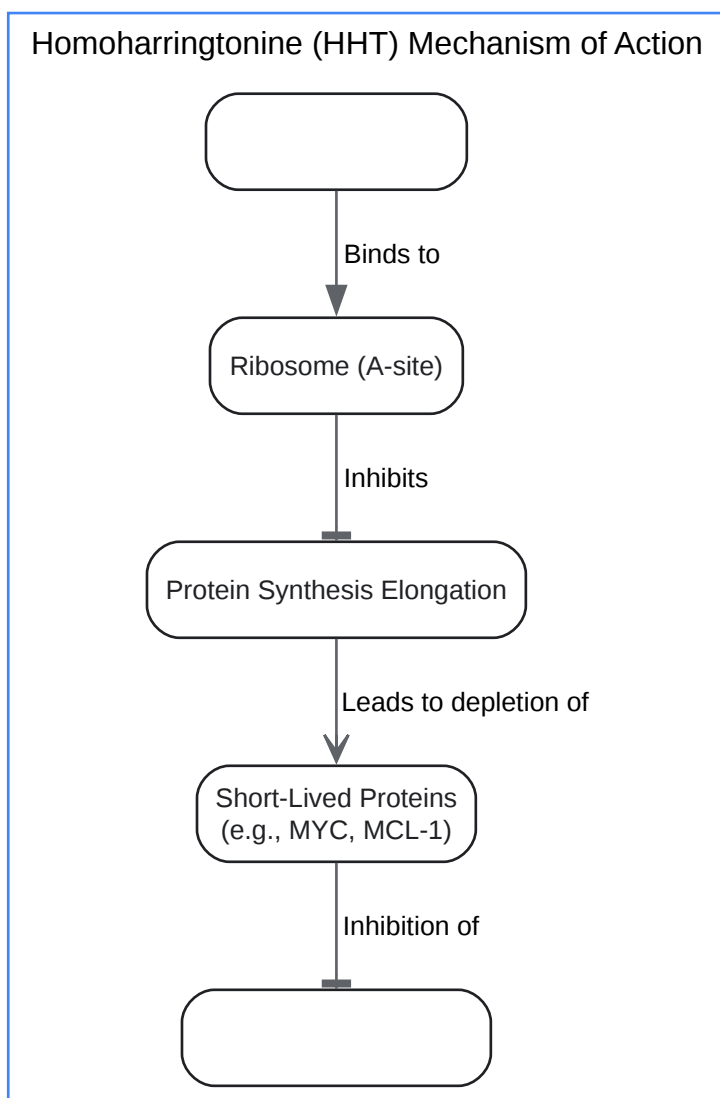 Homoharringtonine (HHT) Mechanism of Action
Binds to
Ribosome (A-site)
Inhibits
Protein Synthesis Elongation
Leads to depletion of
Short-Lived Proteins
(e.g., MYC, MCL-1)
Inhibition of